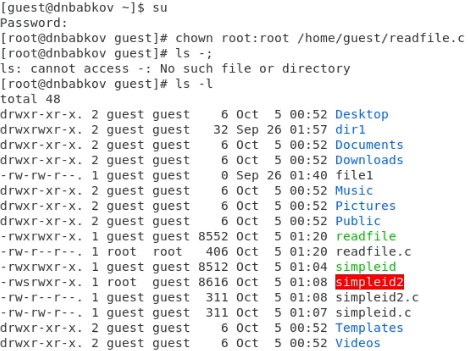 [guest@dnbabkov ~]$ su
Password:
[root@dnbabkov guest]# chown root:root /home/guest/readfile.c
[root@dnbabkov guest]# ls -;
ls: cannot access -: No such file or directory
[root@dnbabkov guest]# ls -l
total 48
drwxr-xr-x. 2 guest guest    6 Oct  5 00:52 Desktop
drwxrwxr-x. 2 guest guest   32 Sep 26 01:57 dir1
drwxr-xr-x. 2 guest guest    6 Oct  5 00:52 Documents
drwxr-xr-x. 2 guest guest    6 Oct  5 00:52 Downloads
-rw-rw-r--. 1 guest guest    0 Sep 26 01:40 file1
drwxr-xr-x. 2 guest guest    6 Oct  5 00:52 Music
drwxr-xr-x. 2 guest guest    6 Oct  5 00:52 Pictures
drwxr-xr-x. 2 guest guest    6 Oct  5 00:52 Public
-rwxrwxr-x. 1 guest guest 8552 Oct  5 01:20 readfile
-rw-r--r--. 1 root  root   406 Oct  5 01:20 readfile.c
-rwxrwxr-x. 1 guest guest 8512 Oct  5 01:04 simpleid
-rwsrwxr-x. 1 root  guest 8616 Oct  5 01:08 simpleid2
-rw-r--r--. 1 guest guest  311 Oct  5 01:08 simpleid2.c
-rw-rw-r--. 1 guest guest  311 Oct  5 01:07 simpleid.c
drwxr-xr-x. 2 guest guest    6 Oct  5 00:52 Templates
drwxr-xr-x. 2 guest guest    6 Oct  5 00:52 Videos